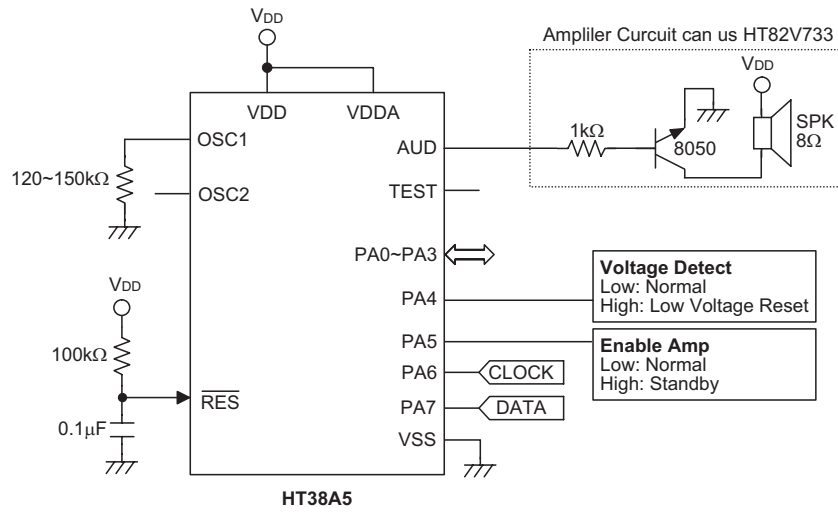 VDD
Ampliler Curcuit can us HT82V733
VDD
VDD
VDDA
OSC1
AUD
1kΩ
8050
SPK
8Ω
120~150kΩ
OSC2
TEST
PA0~PA3
VDD
PA4
Voltage Detect
Low: Normal
High: Low Voltage Reset
100kΩ
PA5
Enable Amp
Low: Normal
High: Standby
PA6
CLOCK
RES
PA7
DATA
0.1μF
VSS
HT38A5